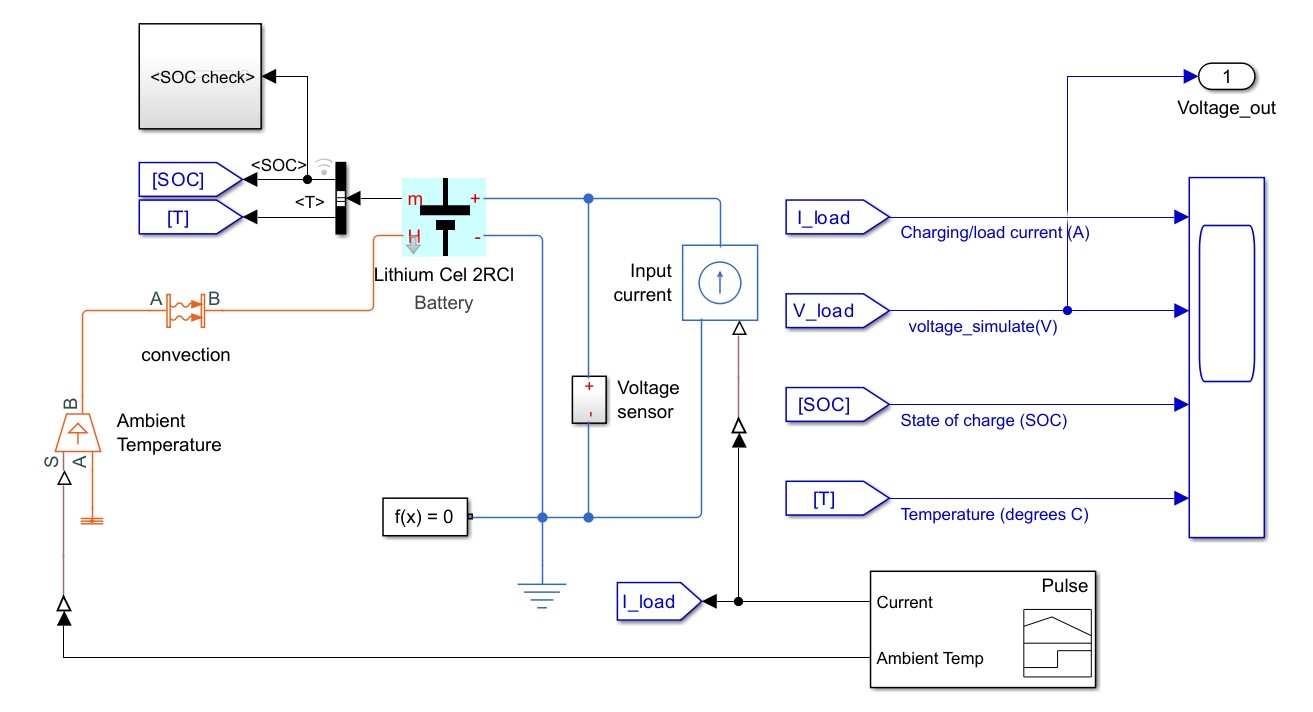 <SOC check>
1
Voltage_out
<SOC>
[SOC]
<T>
[T]
m
+
H
-
Lithium Cel 2RCI
Battery
Input
current
I_load
Charging/load current (A)
V_load
voltage_simulate(V)
[SOC]
State of charge (SOC)
[T]
Temperature (degrees C)
A
B
convection
B
Ambient
Temperature
S
A
+
-
Voltage
sensor
f(x) = 0
I_load
Pulse
Current
Ambient Temp